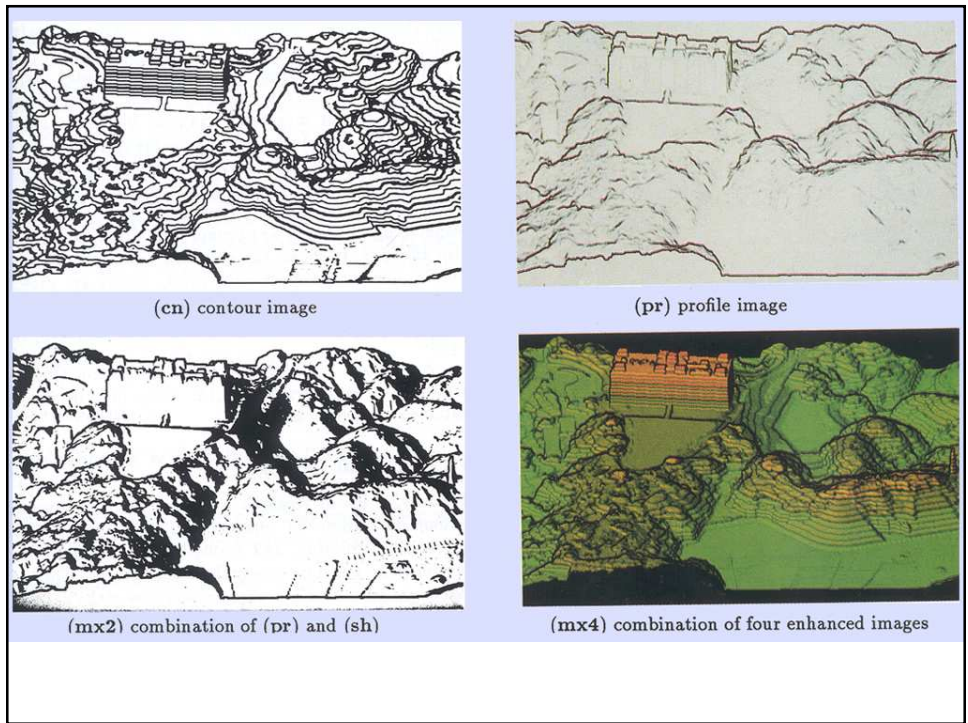 (cn) contour image
(pr) profile image
(mx2) combination of (pr) and (sh)
(mx4) combination of four enhanced images